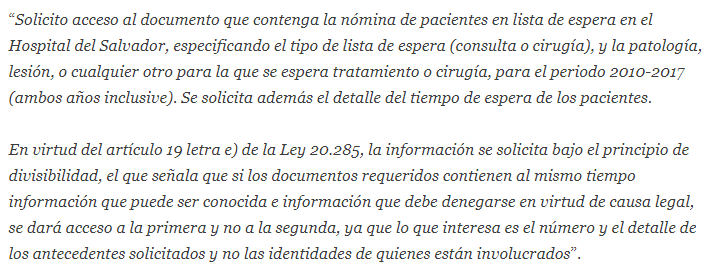 “Solicito acceso al documento que contenga la nómina de pacientes en lista de espera en el
Hospital del Salvador, especificando el tipo de lista de espera (consulta o cirugía), y la patología,
lesión, o cualquier otro para la que se espera tratamiento o cirugía, para el periodo 2010-2017
(ambos años inclusive). Se solicita además el detalle del tiempo de espera de los pacientes.
En virtud del artículo 19 letra e) de la Ley 20.285, la información se solicita bajo el principio de
divisibilidad, el que señala que si los documentos requeridos contienen al mismo tiempo
información que puede ser conocida e información que debe denegarse en virtud de causa legal,
se dará acceso a la primera y no a la segunda, ya que lo que interesa es el número y el detalle de
los antecedentes solicitados y no las identidades de quienes están involucrados”.